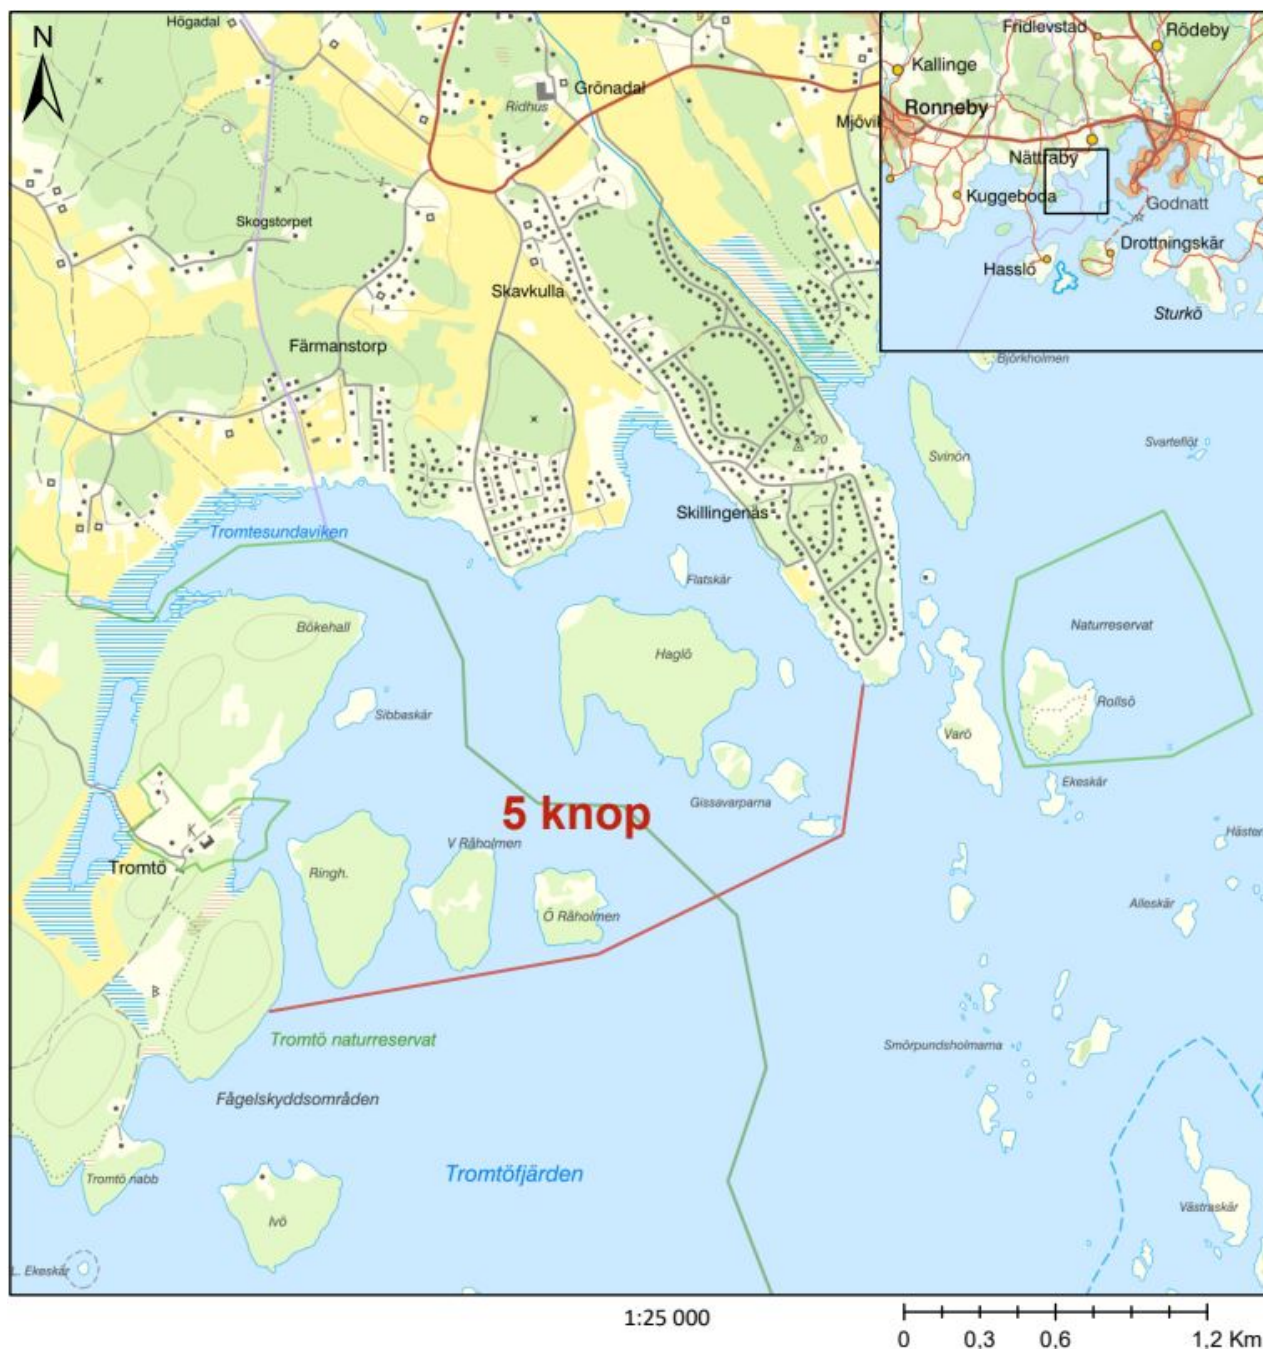 Högadal
N
Fridlevstad
Rödeby
Kallinge
Grönadal
Ridhus
Ronneby
Mjövik
Nättraby
Kuggeboda
Godnatt
Skogstorpet
Drottningskär
Hasslö
Skavkulla
Sturkö
Färmanstorp
Björkholmen
20
Svarteflöt
Svinön
Skillingenäs
Tromtesundaviken
Flatskär
Bökehall
Naturreservat
Haglö
Rollsö
Sibbaskär
Varö
Ekeskär
Gissavarparna
5 knop
K
Häster
V Råholmen
Tromtö
Ringh.
Alleskär
Ö Råholmen
B
Tromtö naturreservat
Smörpundsholmarna
Fågelskyddsområden
Tromtö nabb
Tromtöfjärden
Västraskär
Ivö
L. Ekeskär
1:25 000
0 0,3 0,6 1,2 Km